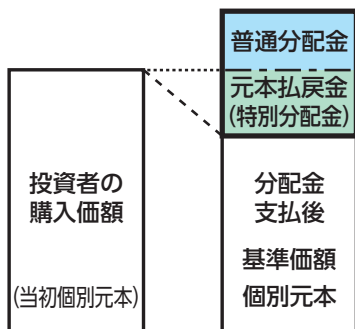 普通分配金
元本払戻金
(特別分配金)
投資者の
購入価額
(当初個別元本)
分配金
支払後
基準価額
個別元本